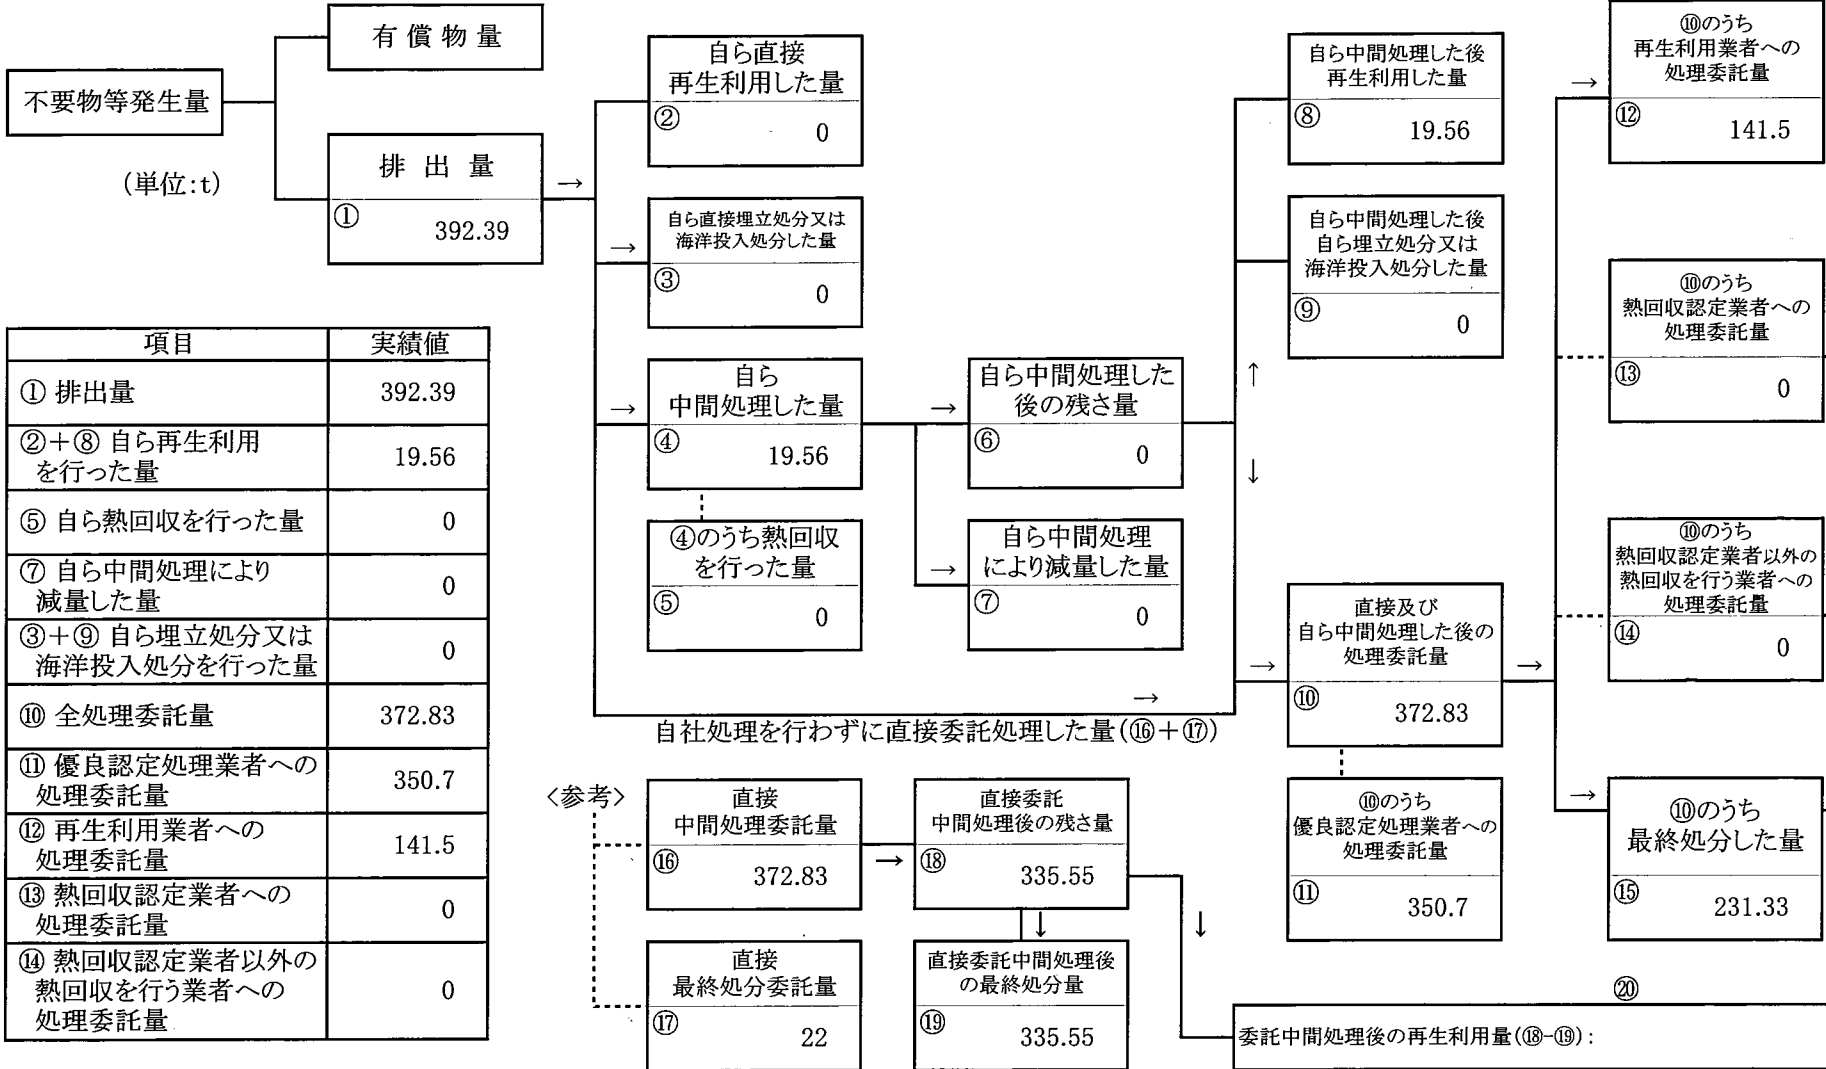 不要物等発生量
(単位:t)
有償物量
排出量
① 392.39
→
自ら直接
再生利用した量
② 0
→
自ら直接埋立処分又は
海洋投入処分した量
③ 0
→
自ら
中間処理した量
④ 19.56
④のうち熱回収
を行った量
⑤ 0
→
自ら中間処理した
後の残さ量
⑥ 0
→
自ら中間処理
により減量した量
⑦ 0
↑
↓
自ら中間処理した後
再生利用した量
⑧ 19.56
自ら中間処理した後
自ら埋立処分又は
海洋投入処分した量
⑨ 0
→
自社処理を行わずに直接委託処理した量(⑯+⑰)
→
直接及び
自ら中間処理した後の
処理委託量
⑩ 372.83
⑩のうち
優良認定処理業者への
処理委託量
⑪ 350.7
→
→
⑩のうち
再生利用業者への
処理委託量
⑫ 141.5
⑩のうち
熱回収認定業者への
処理委託量
⑬ 0
⑩のうち
熱回収認定業者以外の
熱回収を行う業者への
処理委託量
⑭ 0
→
⑩のうち
最終処分した量
⑮ 231.33
項目 実績値
① 排出量 392.39
②+⑧ 自ら再生利用
を行った量 19.56
⑤ 自ら熱回収を行った量 0
⑦ 自ら中間処理により
減量した量 0
③+⑨ 自ら埋立処分又は
海洋投入処分を行った量 0
⑩ 全処理委託量 372.83
⑪ 優良認定処理業者への
処理委託量 350.7
⑫ 再生利用業者への
処理委託量 141.5
⑬ 熱回収認定業者への
処理委託量 0
⑭ 熱回収認定業者以外の
熱回収を行う業者への
処理委託量 0
〈参考〉
直接
中間処理委託量
⑯ 372.83
→
直接委託
中間処理後の残さ量
⑱ 335.55
↓
直接
最終処分委託量
⑰ 22
直接委託中間処理後
の最終処分量
⑲ 335.55
↓
⑳
委託中間処理後の再生利用量(⑱-⑲):